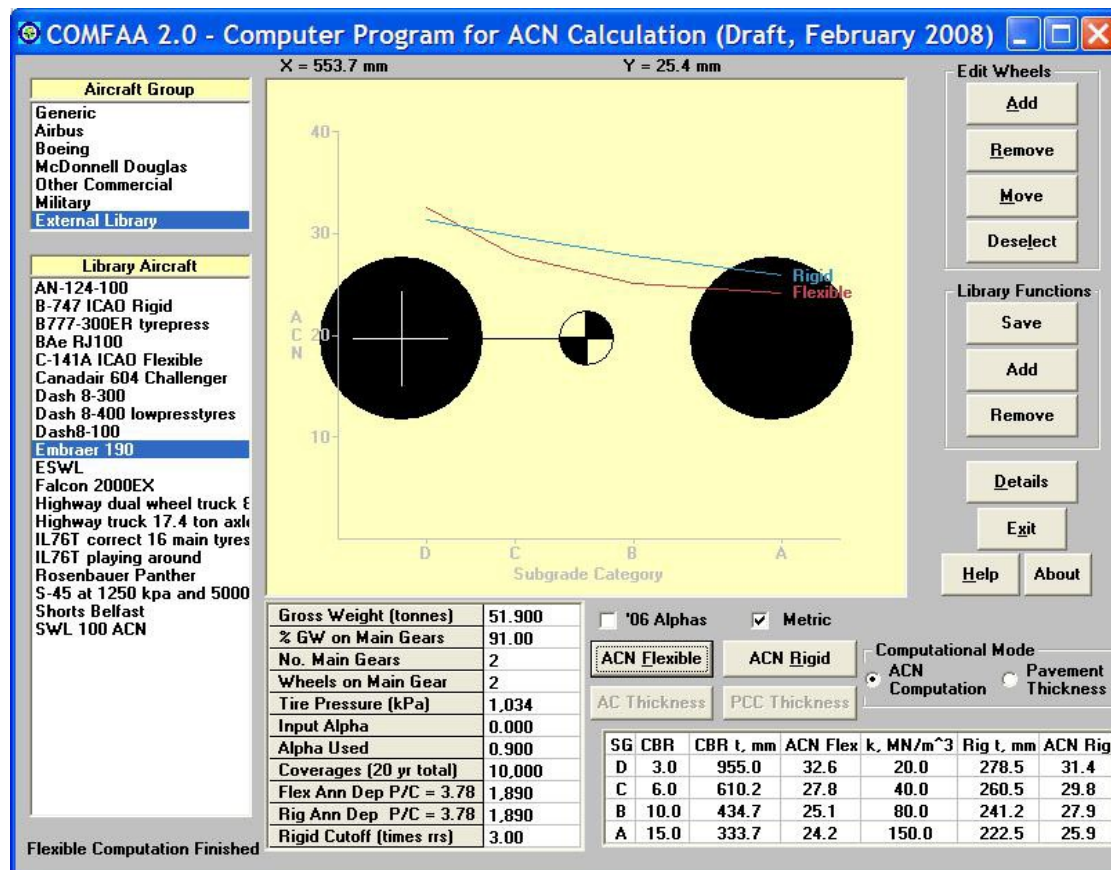 COMFAA 2.0 - Computer Program for ACN Calculation (Draft, February 2008)
X = 553.7 mm Y = 25.4 mm
Aircraft Group
Generic
Airbus
Boeing
McDonnell Douglas
Other Commercial
Military
External Library
Library Aircraft
AN-124-100
B-747 ICAO Rigid
B777-300ER tyrepress
BAe RJ100
C-141A ICAO Flexible
Canadair 604 Challenger
Dash 8-300
Dash 8-400 lowpresstyres
Dash8-100
Embraer 190
ESWL
Falcon 2000EX
Highway dual wheel truck
Highway truck 17.4 ton axl
IL76T correct 16 main tyres
IL76T playing around
Rosenbauer Panther
S-45 at 1250 kpa and 5000
Shorts Belfast
SWL 100 ACN
Flexible Computation Finished
40
30
A
C
N
20
10
Rigid
Flexible
D C B A
Subgrade Category
Edit Wheels
Add
Remove
Move
Deselect
Library Functions
Save
Add
Remove
Details
Exit
Help About
Gross Weight (tonnes) 51.900
% GW on Main Gears 91.00
No. Main Gears 2
Wheels on Main Gear 2
Tire Pressure (kPa) 1,034
Input Alpha 0.000
Alpha Used 0.900
Coverages (20 yr total) 10,000
Flex Ann Dep P/C = 3.78 1,890
Rig Ann Dep P/C = 3.78 1,890
Rigid Cutoff (times rrs) 3.00
'06 Alphas Metric
ACN Flexible ACN Rigid
AC Thickness PCC Thickness
Computational Mode
ACN Computation
Pavement Thickness
SG CBR CBR t, mm ACN Flex k, MN/m^3 Rig t, mm ACN Rig
D 3.0 955.0 32.6 20.0 278.5 31.4
C 6.0 610.2 27.8 40.0 260.5 29.8
B 10.0 434.7 25.1 80.0 241.2 27.9
A 15.0 333.7 24.2 150.0 222.5 25.9